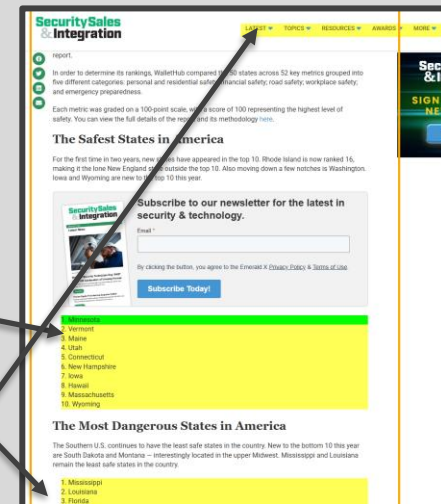 SecuritySales
& Integration
LATEST TOPICS RESOURCES AWARDS MORE
report.
In order to determine its rankings, WalletHub compared the 50 states across 52 key metrics grouped into
five different categories: personal and residential safety; financial safety; road safety; workplace safety;
and emergency preparedness.
Each metric was graded on a 100-point scale, with a score of 100 representing the highest level of
safety. You can view the full details of the report and its methodology here.
The Safest States in America
For the first time in two years, new states have appeared in the top 10. Rhode Island is now ranked 16,
making it the lone New England state outside the top 10. Also moving down a few notches is Washington.
Iowa and Wyoming are new to the top 10 this year.
SecuritySales
& Integration
Subscribe to our newsletter for the latest in
security & technology.
Email *
By clicking the button, you agree to the Emerald X Privacy Policy & Terms of Use.
Subscribe Today!
1. Minnesota
2. Vermont
3. Maine
4. Utah
5. Connecticut
6. New Hampshire
7. Iowa
8. Hawaii
9. Massachusetts
10. Wyoming
The Most Dangerous States in America
The Southern U.S. continues to have the least safe states in the country. New to the bottom 10 this year
are South Dakota and Montana — interestingly located in the upper Midwest. Mississippi and Louisiana
remain the least safe states in the country.
1. Mississippi
2. Louisiana
3. Florida
Sec
&I
SIGN
NE